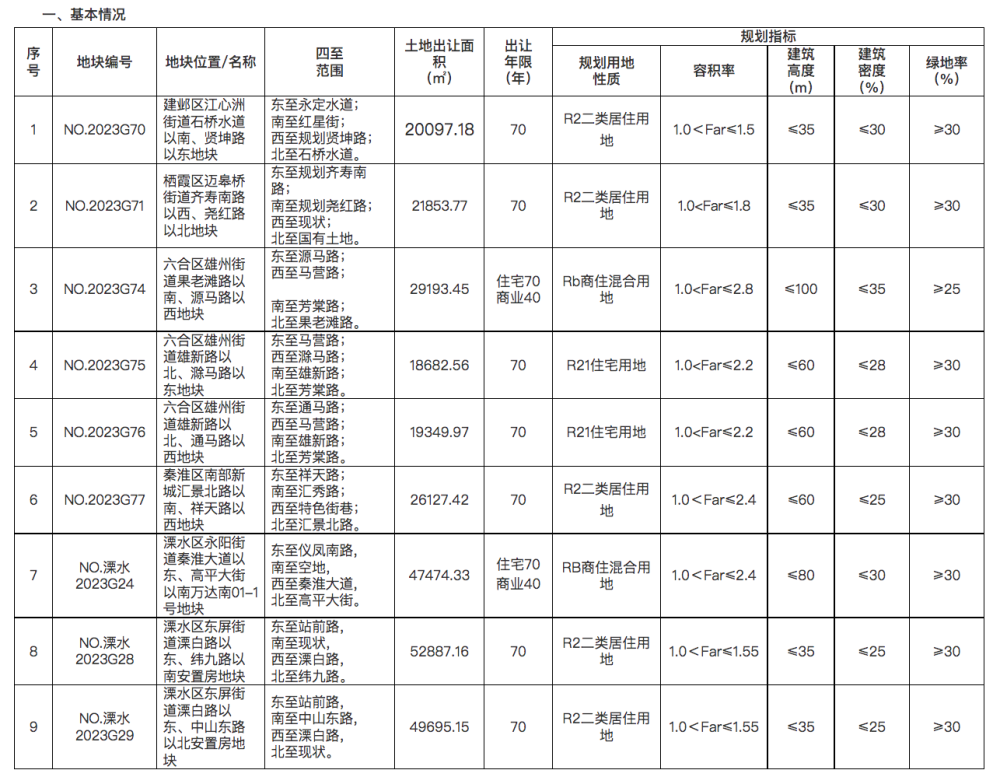 一、基本情况
序号 地块编号 地块位置/名称 四至范围 土地出让面积(㎡) 出让年限(年) 规划指标
规划用地性质 容积率 建筑高度(m) 建筑密度(%) 绿地率(%)
1 NO.2023G70 建邺区江心洲街道石桥水道以南、贤坤路以东地块 东至永定水道;南至红星街;西至规划贤坤路;北至石桥水道。 20097.18 70 R2二类居住用地 1.0<Far≤1.5 ≤35 ≤30 ≥30
2 NO.2023G71 栖霞区迈皋桥街道齐寿南路以西、尧红路以北地块 东至规划齐寿南路;南至规划尧红路;西至现状;北至国有土地。 21853.77 70 R2二类居住用地 1.0<Far≤1.8 ≤35 ≤30 ≥30
3 NO.2023G74 六合区雄州街道果老滩路以南、源马路以西地块 东至源马路;西至马营路;南至芳棠路;北至果老滩路。 29193.45 住宅70商业40 Rb商住混合用地 1.0<Far≤2.8 ≤100 ≤35 ≥25
4 NO.2023G75 六合区雄州街道雄新路以北、滁马路以东地块 东至马营路;西至滁马路;南至雄新路;北至芳棠路。 18682.56 70 R21住宅用地 1.0<Far≤2.2 ≤60 ≤28 ≥30
5 NO.2023G76 六合区雄州街道雄新路以北、通马路以西地块 东至通马路;西至马营路;南至雄新路;北至芳棠路。 19349.97 70 R21住宅用地 1.0<Far≤2.2 ≤60 ≤28 ≥30
6 NO.2023G77 秦淮区南部新城汇景北路以南、祥天路以西地块 东至祥天路;南至汇秀路;西至特色街巷;北至汇景北路。 26127.42 70 R2二类居住用地 1.0<Far≤2.4 ≤60 ≤25 ≥30
7 NO.溧水2023G24 溧水区永阳街道秦淮大道以东、高平大街以南万达南01-1号地块 东至仪凤南路,南至空地,西至秦淮大道,北至高平大街。 47474.33 住宅70商业40 RB商住混合用地 1.0<Far≤2.4 ≤80 ≤30 ≥30
8 NO.溧水2023G28 溧水区东屏街道溧白路以东、纬九路以南安置房地块 东至站前路,南至现状,西至溧白路,北至纬九路。 52887.16 70 R2二类居住用地 1.0<Far≤1.55 ≤35 ≤25 ≥30
9 NO.溧水2023G29 溧水区东屏街道溧白路以东、中山东路以北安置房地块 东至站前路,南至中山东路,西至溧白路,北至现状。 49695.15 70 R2二类居住用地 1.0<Far≤1.55 ≤35 ≤25 ≥30